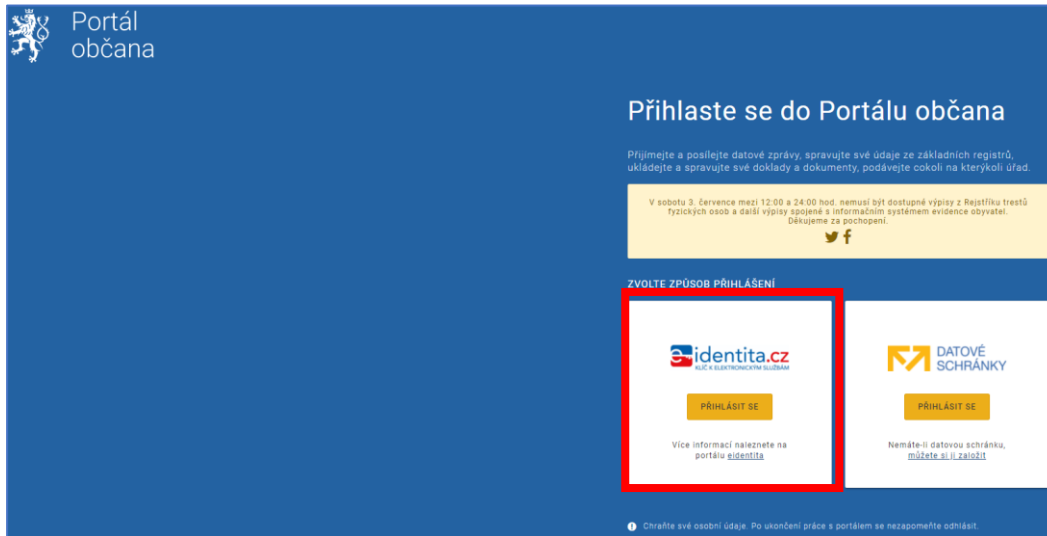 Portál
občana
Přihlaste se do Portálu občana
Přijímejte a posílejte datové zprávy, spravujte své údaje ze základních registrů,
ukládejte a spravujte své doklady a dokumenty, podávejte cokoli na kterýkoli úřad.
V sobotu 3. července mezi 12:00 a 24:00 hod. nemusí být dostupné výpisy z Rejstříku trestů
fyzických osob a další výpisy spojené s informačním systémem evidence obyvatel.
Děkujeme za pochopení.
ZVOLTE ZPŮSOB PŘIHLÁŠENÍ
e-identita.cz
KLÍČ K ELEKTRONICKÝM SLUŽBÁM
PŘIHLÁSIT SE
Více informací naleznete na
portálu eidentita
DATOVÉ
SCHRÁNKY
PŘIHLÁSIT SE
Nemáte-li datovou schránku,
můžete si ji založit
Chraňte své osobní údaje. Po ukončení práce s portálem se nezapomeňte odhlásit.